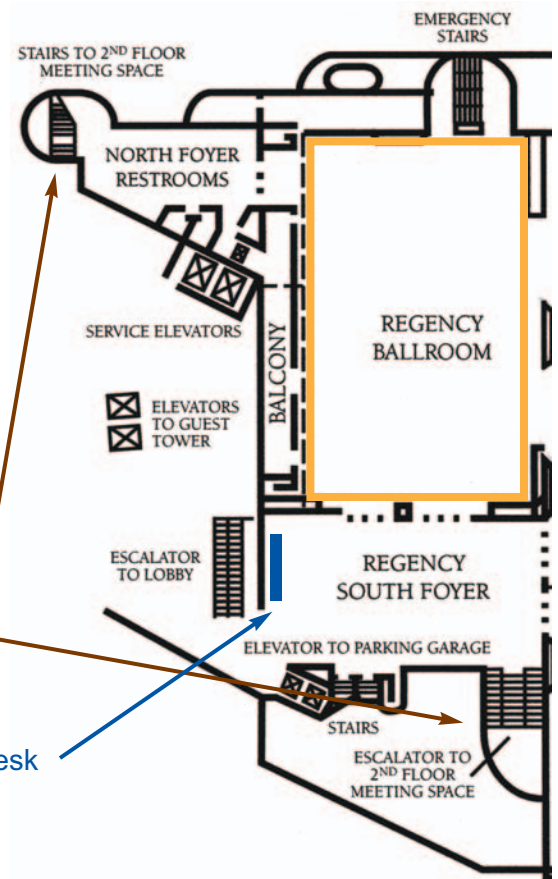 EMERGENCY
STAIRS
STAIRS TO 2ND FLOOR
MEETING SPACE
NORTH FOYER
RESTROOMS
SERVICE ELEVATORS
BALCONY
REGENCY
BALLROOM
ELEVATORS
TO GUEST
TOWER
ESCALATOR
TO LOBBY
REGENCY
SOUTH FOYER
ELEVATOR TO PARKING GARAGE
STAIRS
esk
ESCALATOR TO
2ND FLOOR
MEETING SPACE